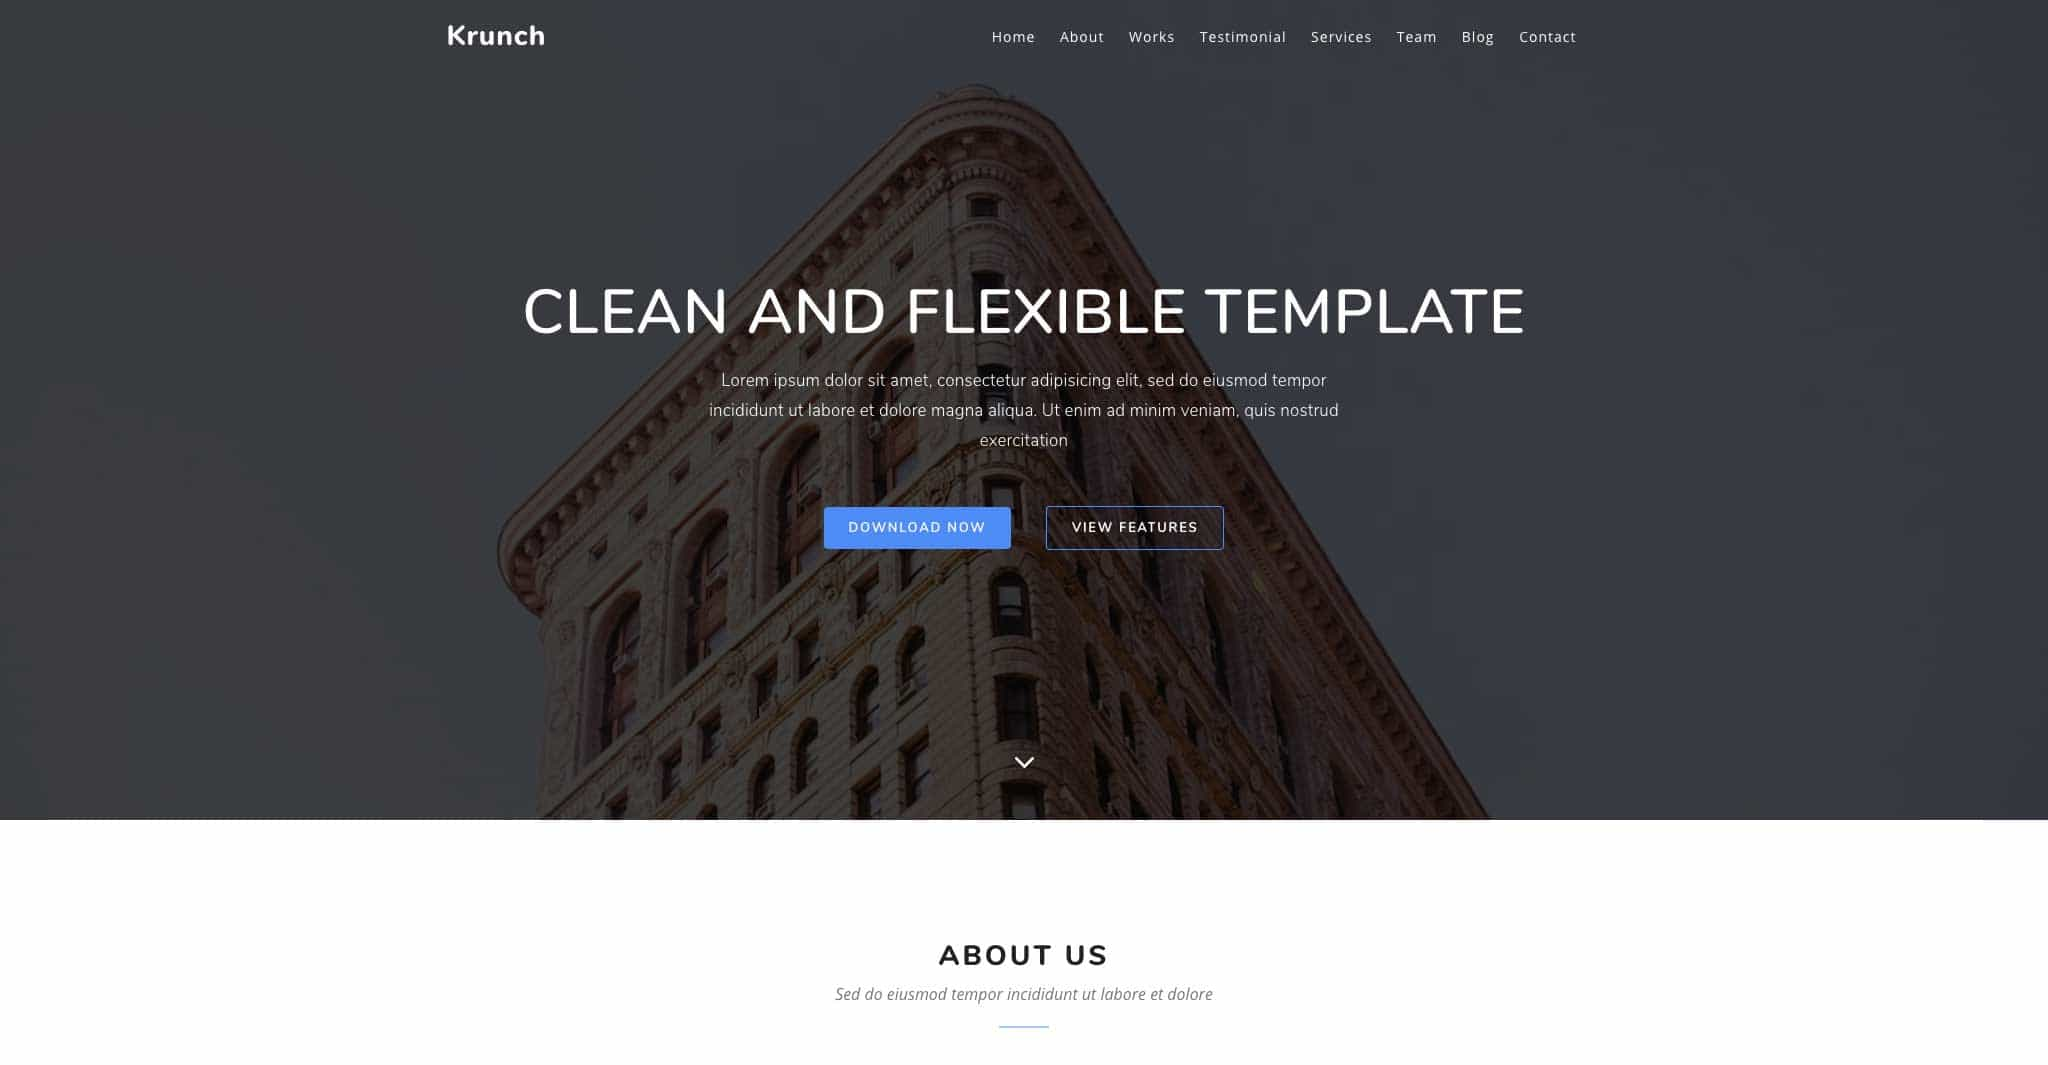 Krunch
Home About Works Testimonial Services Team Blog Contact
CLEAN AND FLEXIBLE TEMPLATE
Lorem ipsum dolor sit amet, consectetur adipisicing elit, sed do eiusmod tempor
incididunt ut labore et dolore magna aliqua. Ut enim ad minim veniam, quis nostrud
exercitation
DOWNLOAD NOW VIEW FEATURES
ABOUT US
Sed do eiusmod tempor incididunt ut labore et dolore